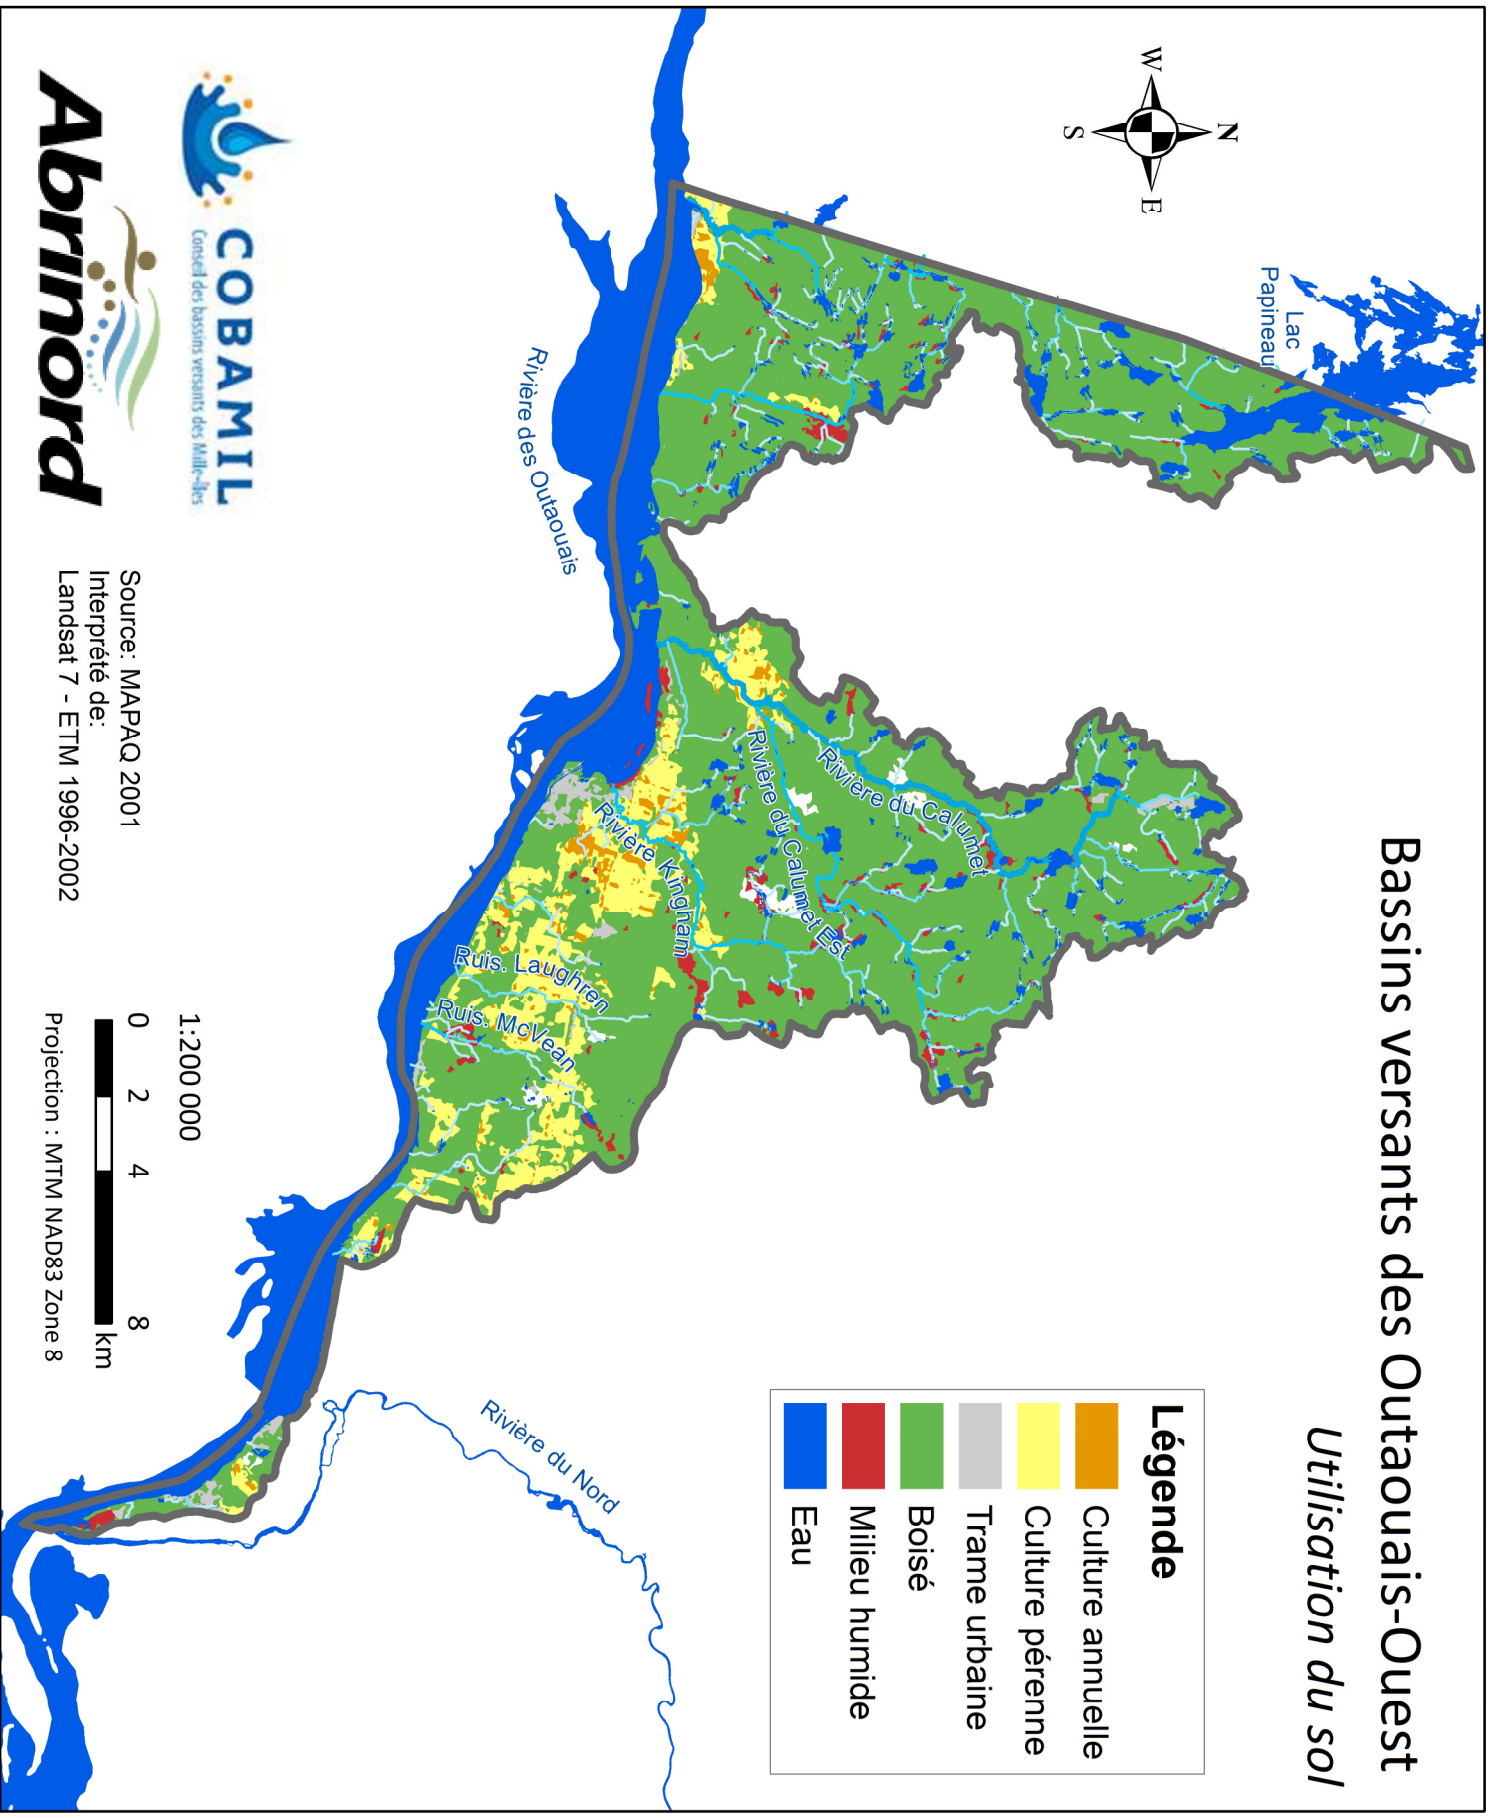 Bassins versants des Outaouais-Ouest
Utilisation du sol
N
W
E
S
Lac
Papineau
Légende
Culture annuelle
Culture pérenne
Trame urbaine
Boisé
Milieu humide
Eau
Rivière du Calumet
Rivière du Calumet Est
Rivière Kingham
Ruis. Laughren
Ruis. McVean
Rivière des Outaouais
Rivière du Nord
COBAMIL
Conseil des bassins versants des Mille-Îles
Abrinord
Source: MAPAQ 2001
Interprété de:
Landsat 7 - ETM 1996-2002
1:200 000
0 2 4 8
km
Projection : MTM NAD83 Zone 8